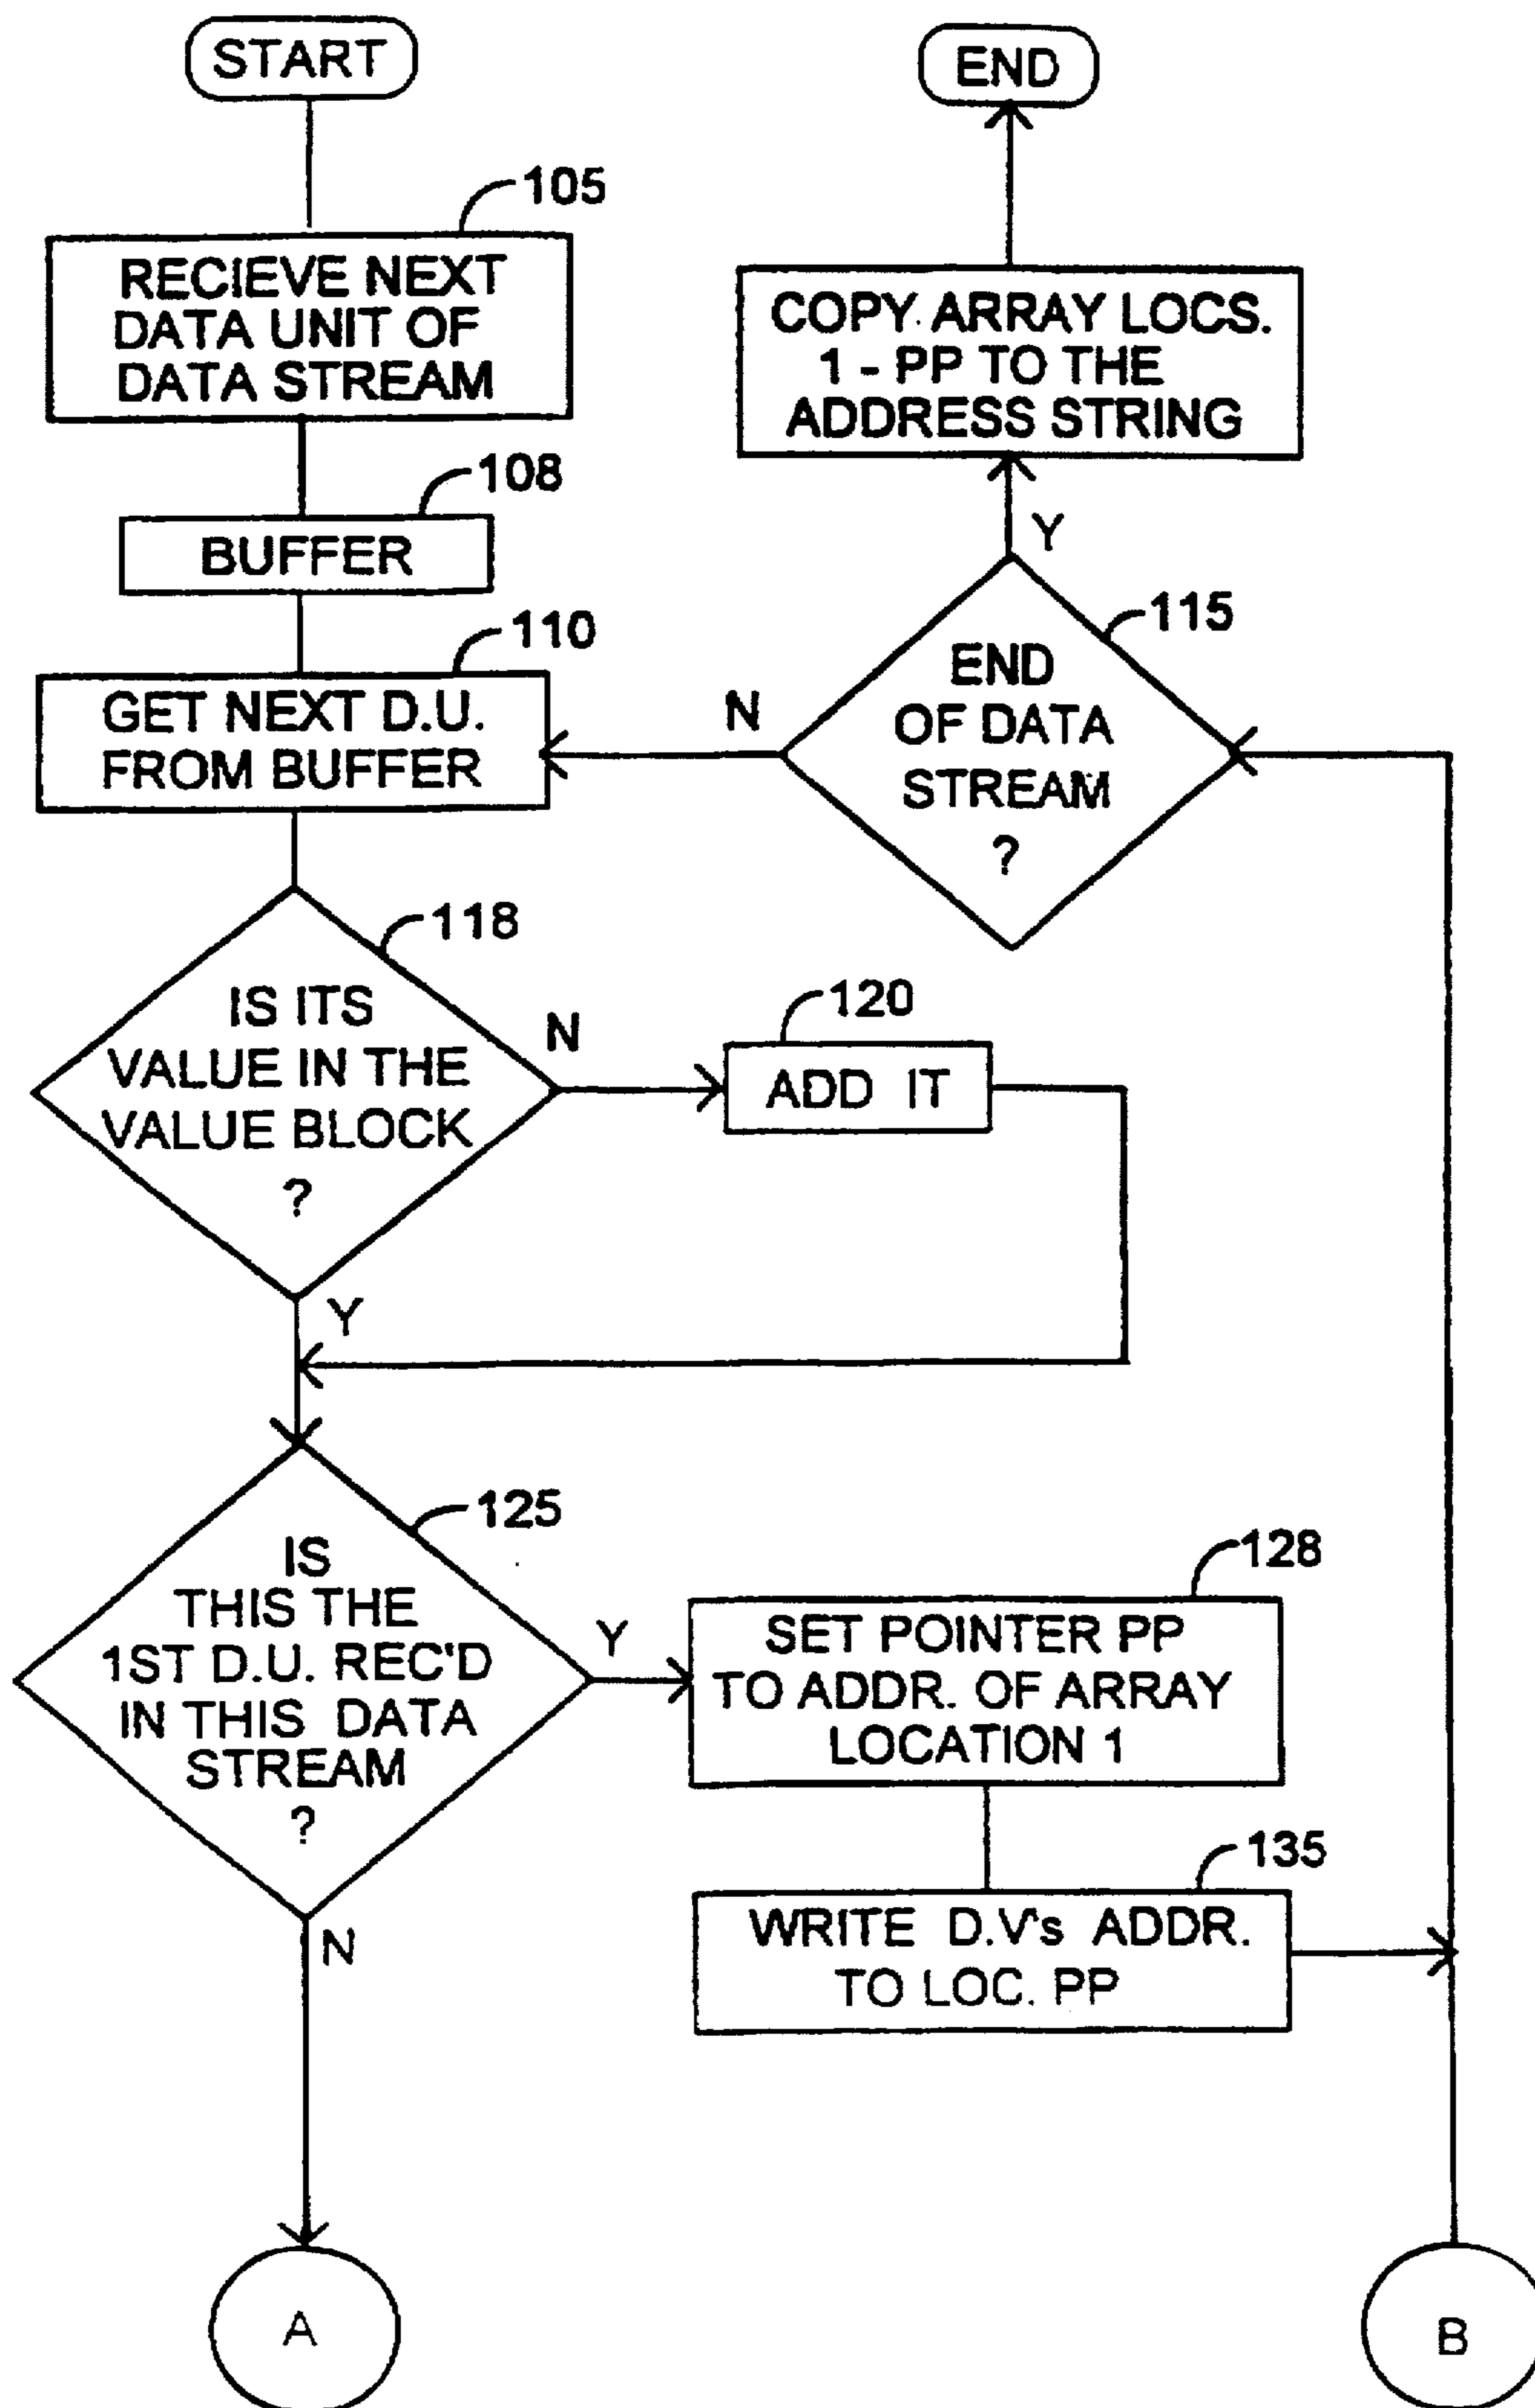 START
105
RECIEVE NEXT
DATA UNIT OF
DATA STREAM
108
BUFFER
110
GET NEXT D.U.
FROM BUFFER
118
IS ITS
VALUE IN THE
VALUE BLOCK
?
N
120
ADD IT
Y
125
IS
THIS THE
1ST D.U. REC'D
IN THIS DATA
STREAM
?
Y
128
SET POINTER PP
TO ADDR. OF ARRAY
LOCATION 1
135
WRITE D.V's ADDR.
TO LOC. PP
N
A
END
COPY ARRAY LOCS.
1 - PP TO THE
ADDRESS STRING
Y
115
END
OF DATA
STREAM
?
N
B